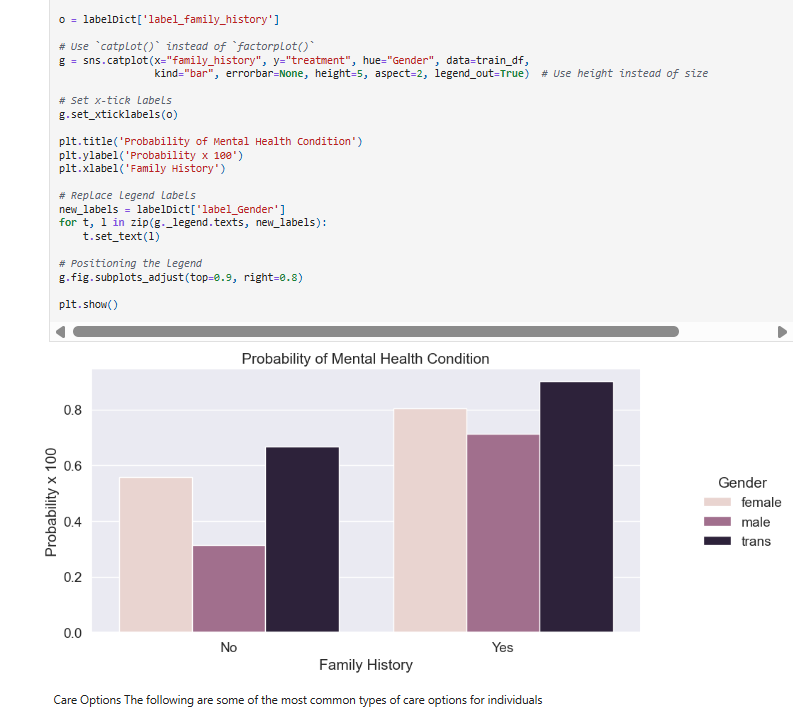 o = labelDict['label_family_history']
# Use `catplot()` instead of `factorplot()`
g = sns.catplot(x="family_history", y="treatment", hue="Gender", data=train_df,
kind="bar", errorbar=None, height=5, aspect=2, legend_out=True)  # Use height instead of size
# Set x-tick labels
g.set_xticklabels(o)
plt.title('Probability of Mental Health Condition')
plt.ylabel('Probability x 100')
plt.xlabel('Family History')
# Replace legend labels
new_labels = labelDict['label_Gender']
for t, l in zip(g._legend.texts, new_labels):
t.set_text(l)
# Positioning the legend
g.fig.subplots_adjust(top=0.9, right=0.8)
plt.show()
Probability of Mental Health Condition
Probability x 100
0.8
0.6
0.4
0.2
0.0
No
Yes
Family History
Gender
female
male
trans
Care Options The following are some of the most common types of care options for individuals